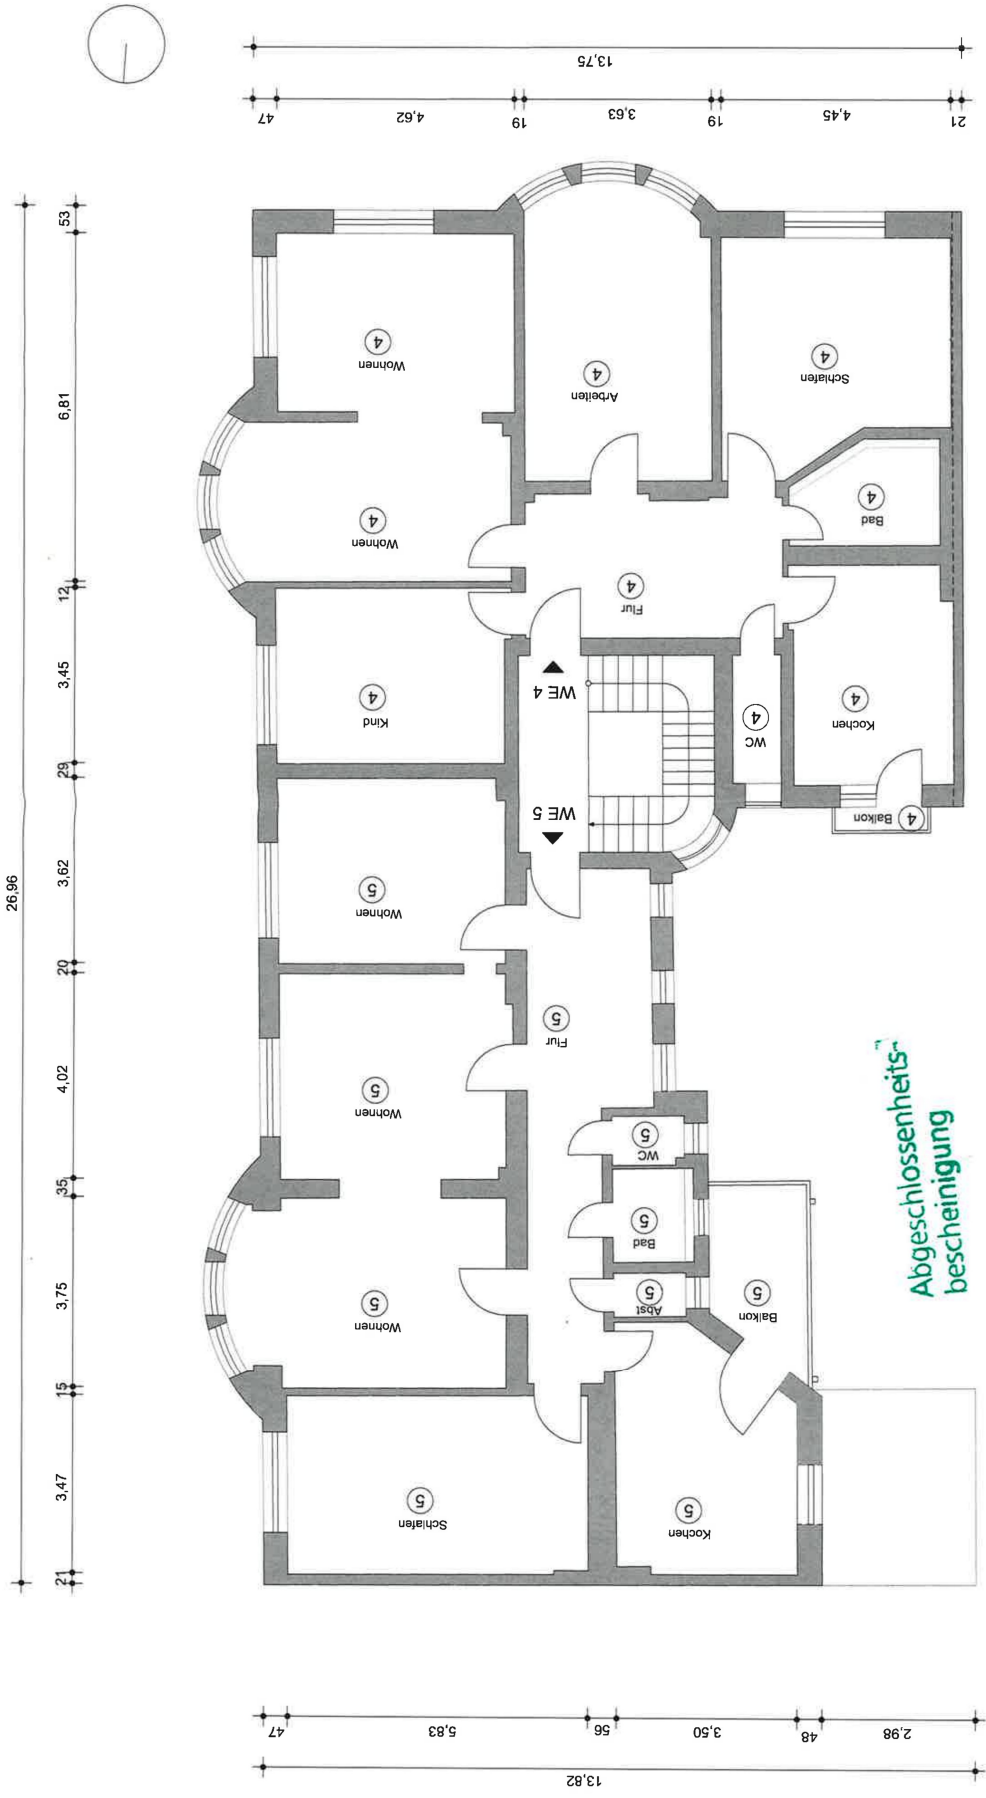 13,75
47
4,62
19
3,63
19
4,45
21
26,96
53
6,81
12
3,45
29
3,62
20
4,02
35
3,75
15
3,47
21
4
Wohnen
4
Arbeiten
4
Schlafen
4
Wohnen
4
Bad
4
Flur
4
Kind
WE 4
4
WC
4
Kochen
WE 5
Balkon 4
5
Wohnen
5
Flur
5
Wohnen
5
WC
5
Bad
5
Abst
5
Balkon
5
Wohnen
5
Schlafen
5
Kochen
Abgeschlossenheits-
bescheinigung
47
5,83
56
3,50
48
2,98
13,82